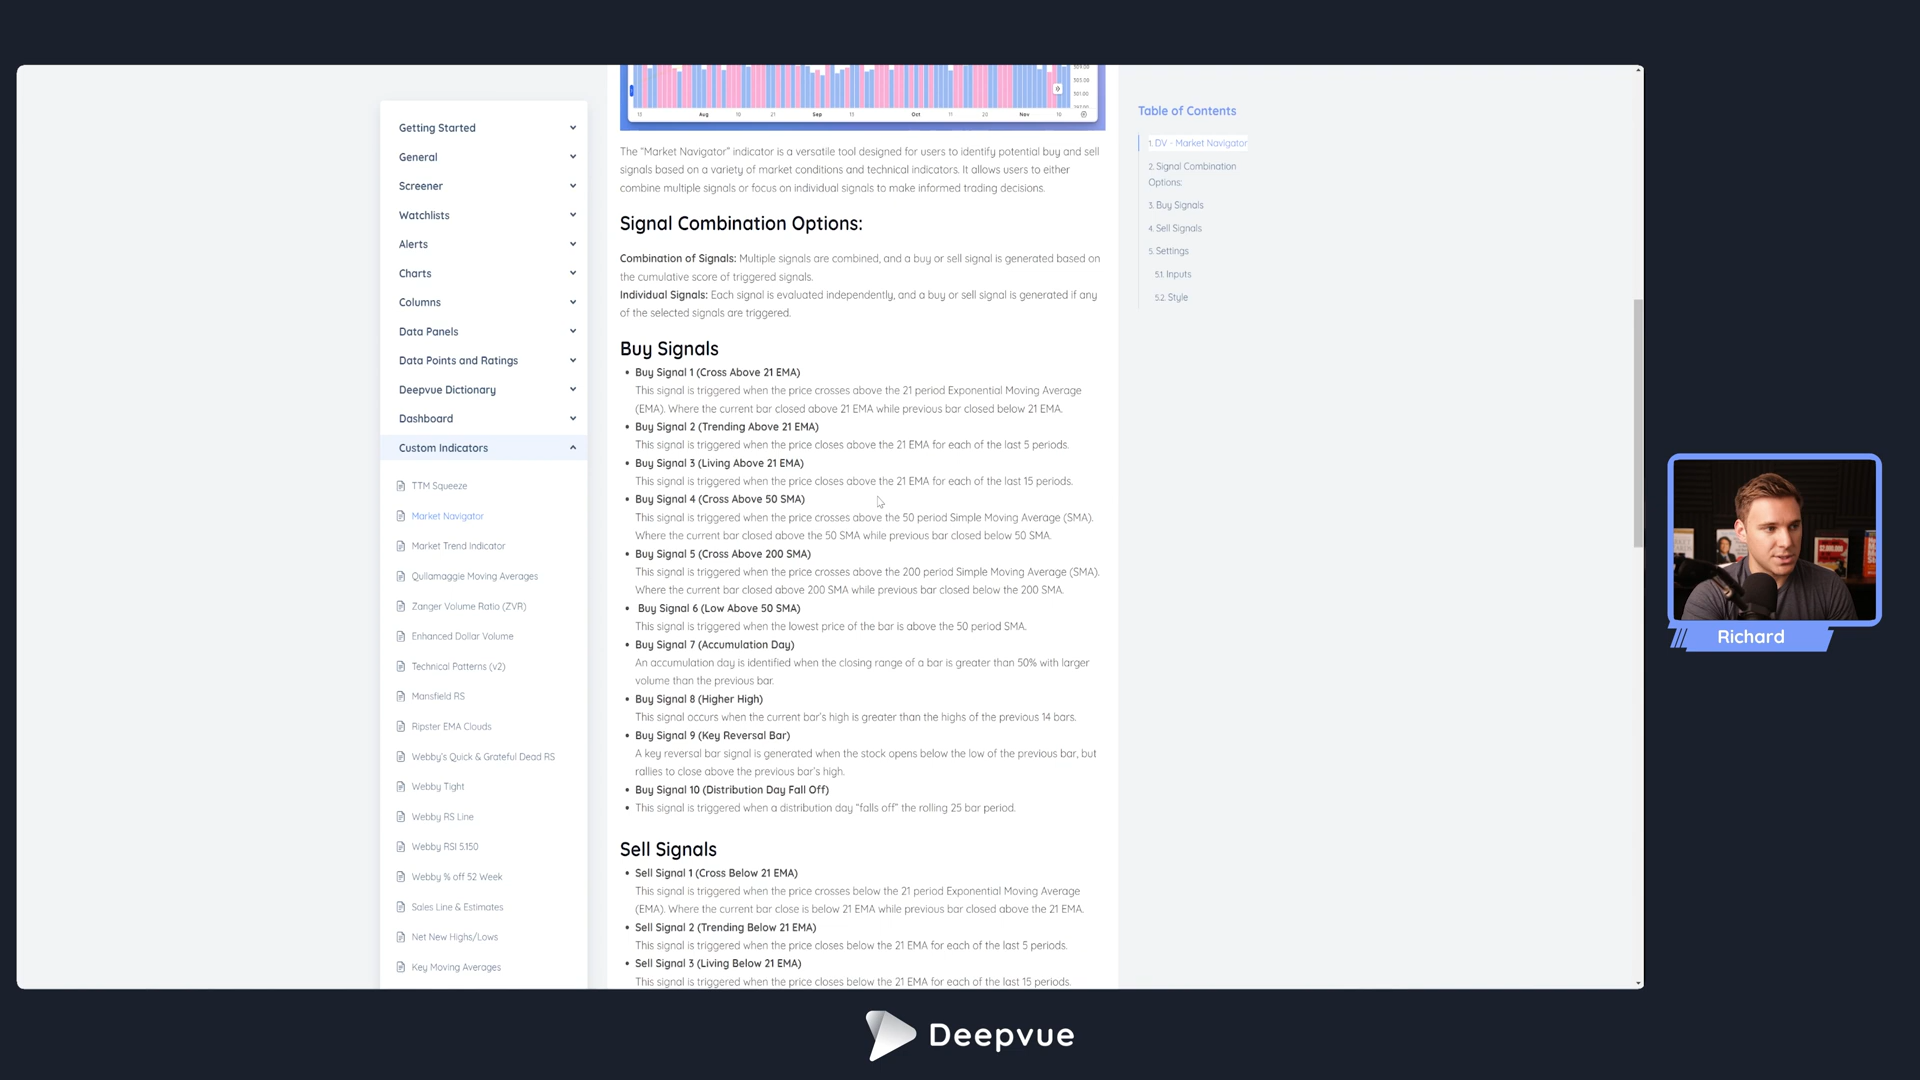 Getting Started
General
Screener
Watchlists
Alerts
Charts
Columns
Data Panels
Data Points and Ratings
Deepvue Dictionary
Dashboard
Custom Indicators
TTM Squeeze
Market Navigator
Market Trend Indicator
Qullamaggie Moving Averages
Zanger Volume Ratio (ZVR)
Enhanced Dollar Volume
Technical Patterns (v2)
Mansfield RS
Ripster EMA Clouds
Webby's Quick & Grateful Dead RS
Webby Tight
Webby RS Line
Webby RSI 5.150
Webby % off 52 Week
Sales Line & Estimates
Net New Highs/Lows
Key Moving Averages
Aug 10 21 Sep 13 Oct 11 20 Nov 10
The “Market Navigator” indicator is a versatile tool designed for users to identify potential buy and sell
signals based on a variety of market conditions and technical indicators. It allows users to either
combine multiple signals or focus on individual signals to make informed trading decisions.
Signal Combination Options:
Combination of Signals: Multiple signals are combined, and a buy or sell signal is generated based on
the cumulative score of triggered signals.
Individual Signals: Each signal is evaluated independently, and a buy or sell signal is generated if any
of the selected signals are triggered.
Buy Signals
• Buy Signal 1 (Cross Above 21 EMA)
This signal is triggered when the price crosses above the 21 period Exponential Moving Average
(EMA). Where the current bar closed above 21 EMA while previous bar closed below 21 EMA.
• Buy Signal 2 (Trending Above 21 EMA)
This signal is triggered when the price closes above the 21 EMA for each of the last 5 periods.
• Buy Signal 3 (Living Above 21 EMA)
This signal is triggered when the price closes above the 21 EMA for each of the last 15 periods.
• Buy Signal 4 (Cross Above 50 SMA)
This signal is triggered when the price crosses above the 50 period Simple Moving Average (SMA).
Where the current bar closed above the 50 SMA while previous bar closed below 50 SMA.
• Buy Signal 5 (Cross Above 200 SMA)
This signal is triggered when the price crosses above the 200 period Simple Moving Average (SMA).
Where the current bar closed above 200 SMA while previous bar closed below the 200 SMA.
• Buy Signal 6 (Low Above 50 SMA)
This signal is triggered when the lowest price of the bar is above the 50 period SMA.
• Buy Signal 7 (Accumulation Day)
An accumulation day is identified when the closing range of a bar is greater than 50% with larger
volume than the previous bar.
• Buy Signal 8 (Higher High)
This signal occurs when the current bar's high is greater than the highs of the previous 14 bars.
• Buy Signal 9 (Key Reversal Bar)
A key reversal bar signal is generated when the stock opens below the low of the previous bar, but
rallies to close above the previous bar's high.
• Buy Signal 10 (Distribution Day Fall Off)
• This signal is triggered when a distribution day “falls off” the rolling 25 bar period.
Sell Signals
• Sell Signal 1 (Cross Below 21 EMA)
This signal is triggered when the price crosses below the 21 period Exponential Moving Average
(EMA). Where the current bar close is below 21 EMA while previous bar closed above the 21 EMA.
• Sell Signal 2 (Trending Below 21 EMA)
This signal is triggered when the price closes below the 21 EMA for each of the last 5 periods.
• Sell Signal 3 (Living Below 21 EMA)
This signal is triggered when the price closes below the 21 EMA for each of the last 15 periods.
Table of Contents
1. DV - Market Navigator
2. Signal Combination
Options:
3. Buy Signals
4. Sell Signals
5. Settings
5.1. Inputs
5.2. Style
Richard
Deepvue